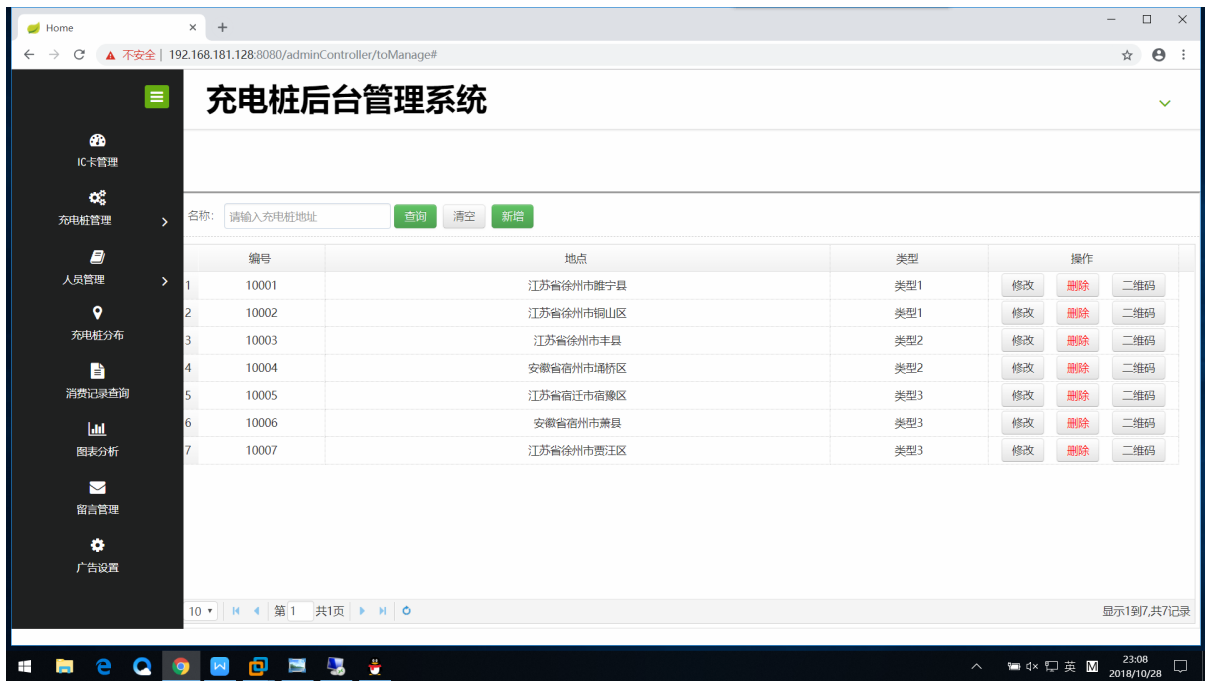 Home
不安全 | 192.168.181.128:8080/adminController/toManage#
充电桩后台管理系统
IC卡管理
充电桩管理
人员管理
充电桩分布
消费记录查询
图表分析
留言管理
广告设置
名称: 请输入充电桩地址 查询 清空 新增
编号 地点 类型 操作
1 10001 江苏省徐州市睢宁县 类型1 修改 删除 二维码
2 10002 江苏省徐州市铜山区 类型1 修改 删除 二维码
3 10003 江苏省徐州市丰县 类型2 修改 删除 二维码
4 10004 安徽省宿州市埇桥区 类型2 修改 删除 二维码
5 10005 江苏省宿迁市宿豫区 类型3 修改 删除 二维码
6 10006 安徽省宿州市萧县 类型3 修改 删除 二维码
7 10007 江苏省徐州市贾汪区 类型3 修改 删除 二维码
10 第 1 共1页 显示1到7,共7记录
英 M 23:08
2018/10/28